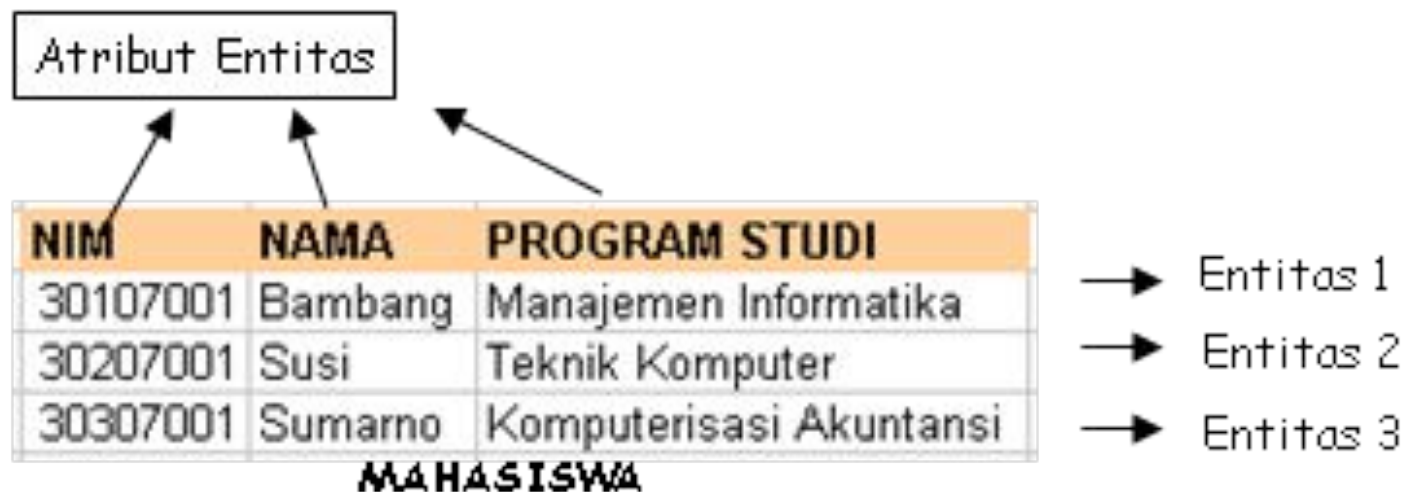 Atribut Entitas
NIM NAMA PROGRAM STUDI
30107001 Bambang Manajemen Informatika Entitas 1
30207001 Susi Teknik Komputer Entitas 2
30307001 Sumarno Komputerisasi Akuntansi Entitas 3
MAHASISWA